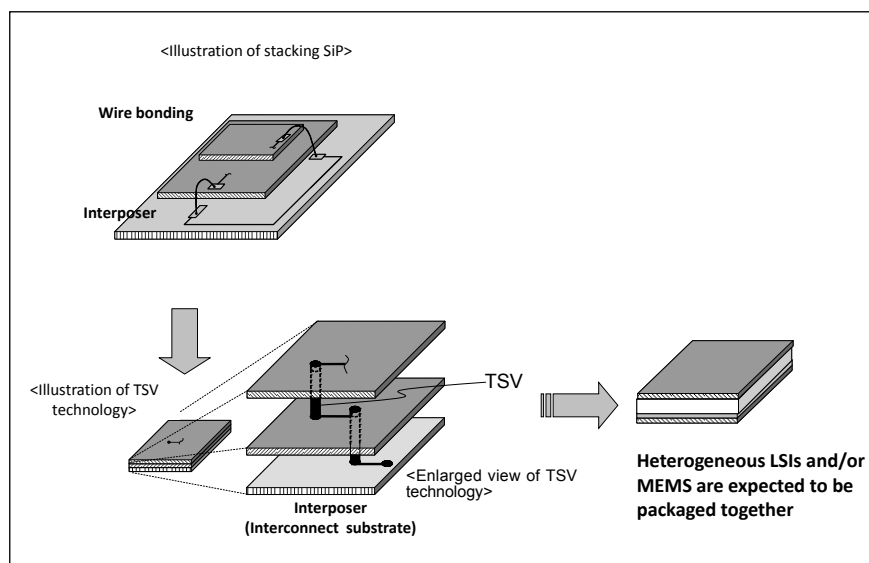 <Illustration of stacking SiP>
Wire bonding
Interposer
<Illustration of TSV
technology>
TSV
<Enlarged view of TSV
technology>
Interposer
(Interconnect substrate)
Heterogeneous LSIs and/or
MEMS are expected to be
packaged together